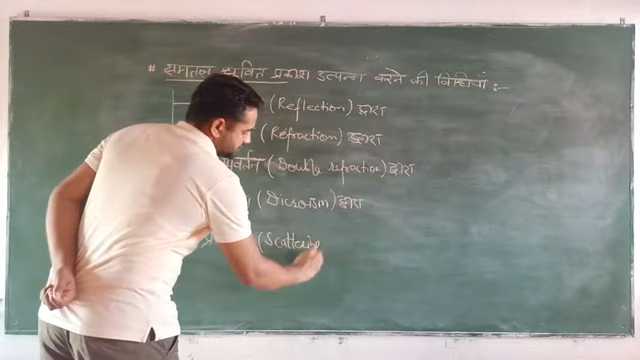 # समतल ध्रुवित प्रकाश उत्पन्न करने की विधियाँ :-
(Reflection) द्वारा
(Refraction) द्वारा
(Double refraction) द्वारा
(Dicroism) द्वारा
(Scattering